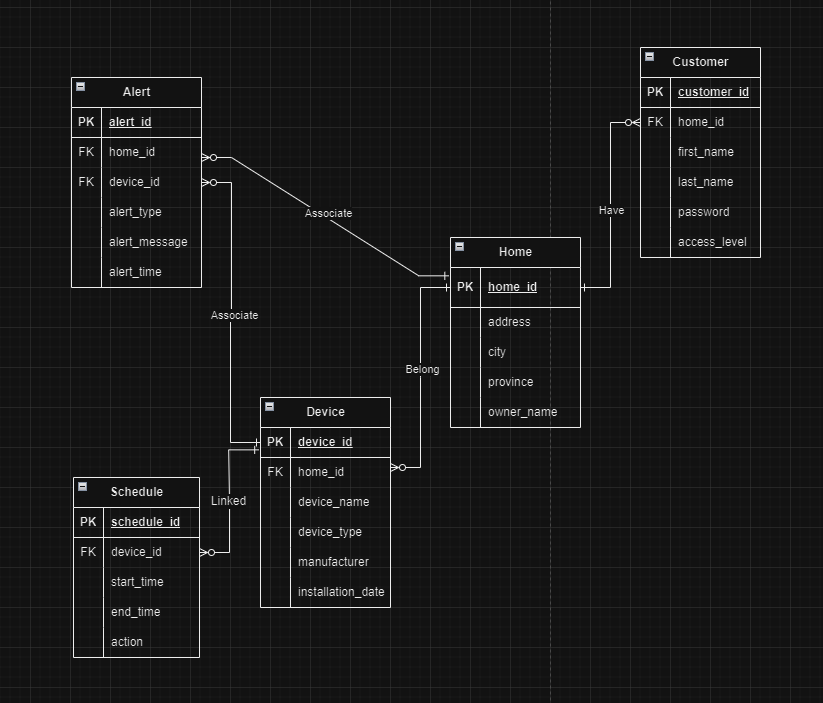 Customer
PK customer_id
FK home_id
first_name
last_name
password
access_level
Alert
PK alert_id
FK home_id
FK device_id
alert_type
alert_message
alert_time
Associate
Have
Home
PK home_id
address
city
province
owner_name
Associate
Belong
Device
PK device_id
FK home_id
device_name
device_type
manufacturer
installation_date
Linked
Schedule
PK schedule_id
FK device_id
start_time
end_time
action